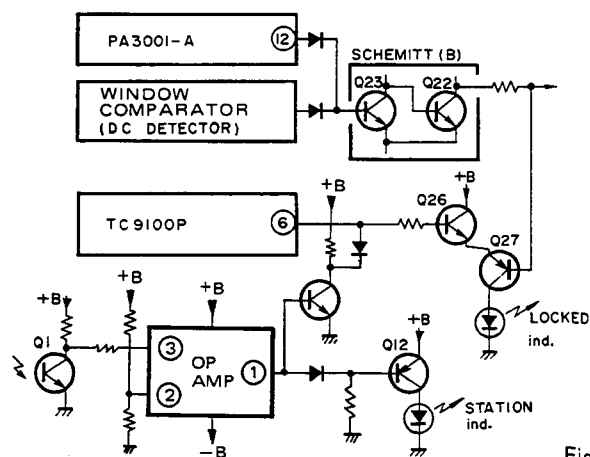 PA3001-A
12
SCHEMITT (B)
Q23
Q22
WINDOW
COMPARATOR
(DC DETECTOR)
+B
+B
Q26
TC9100P
6
Q27
+B
+B
+B
LOCKED
ind.
+B
Q1
3
OP
AMP
1
2
Q12
-B
STATION
ind.
Fig